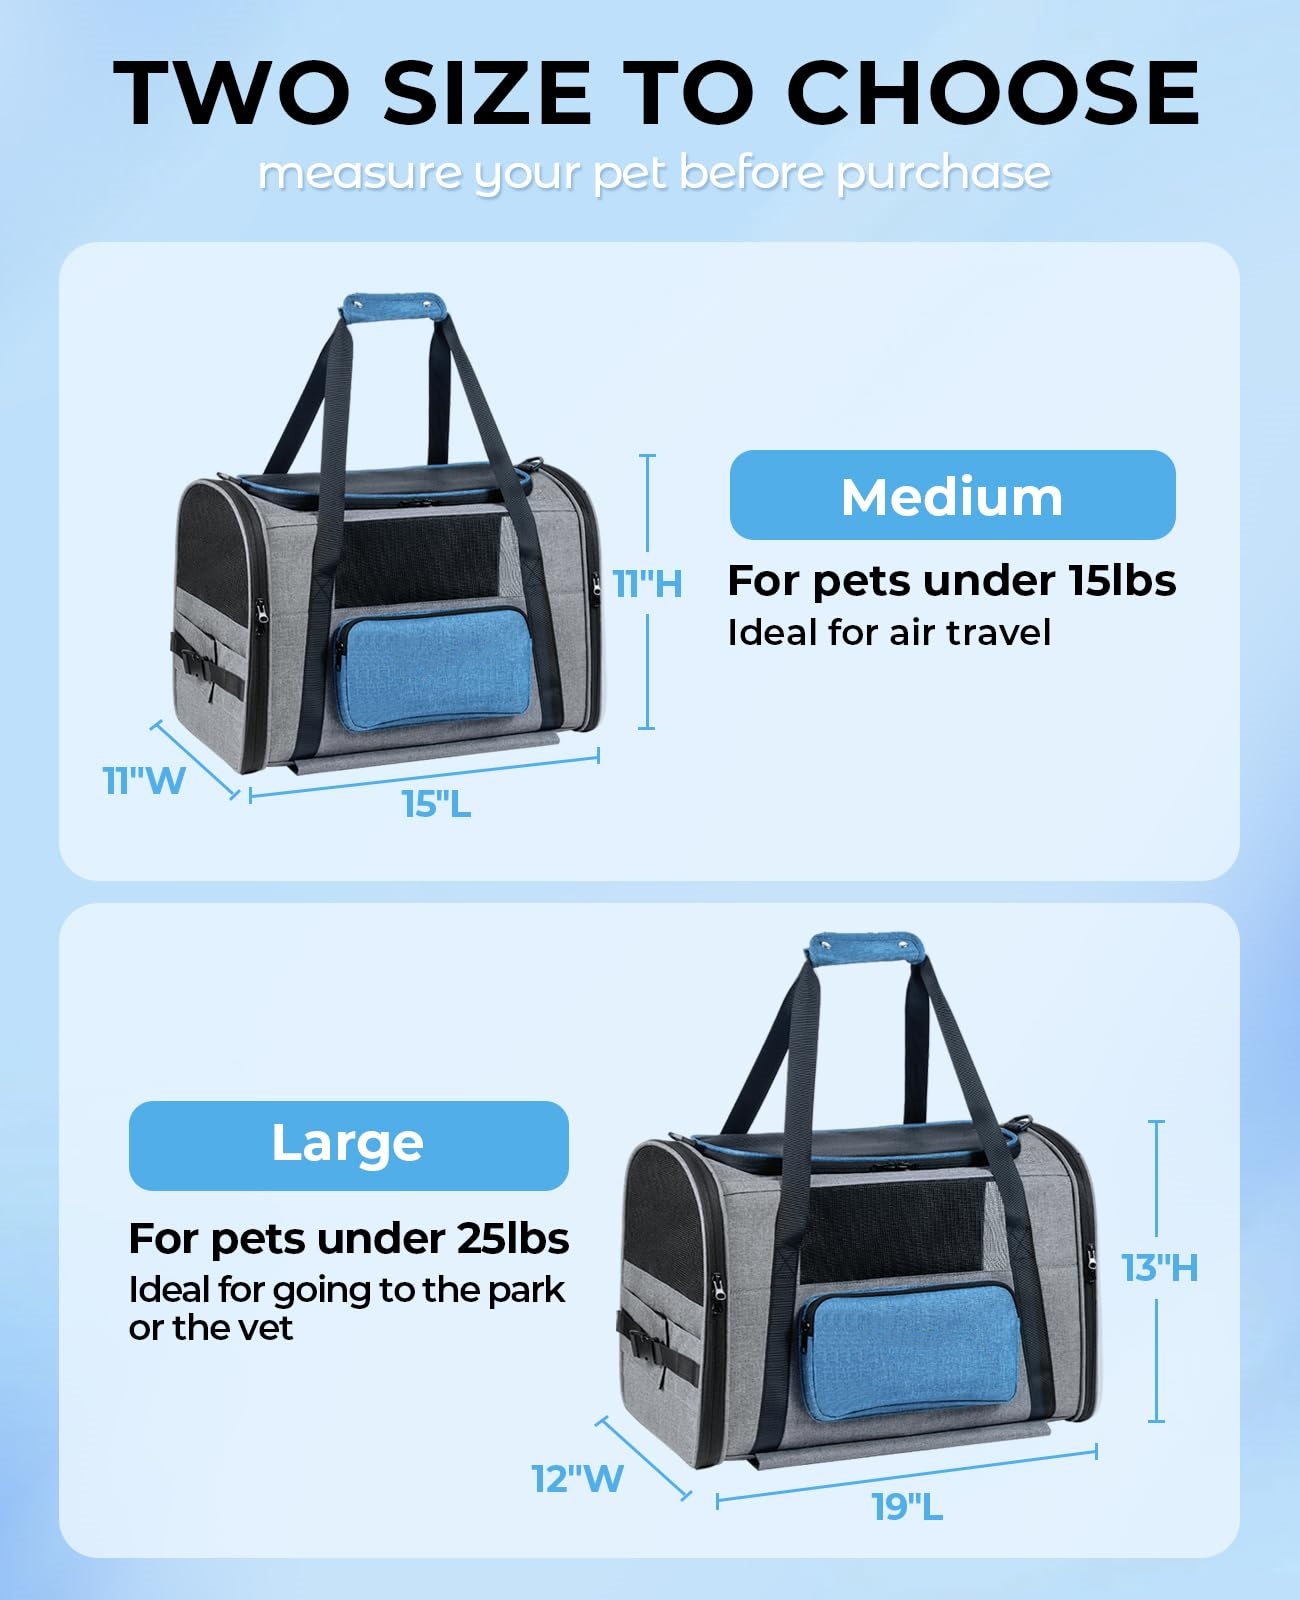 TWO SIZE TO CHOOSE
measure your pet before purchase
Medium
11"H
For pets under 15lbs
Ideal for air travel
11"W
15"L
Large
For pets under 25lbs
Ideal for going to the park
or the vet
13"H
12"W
19"L